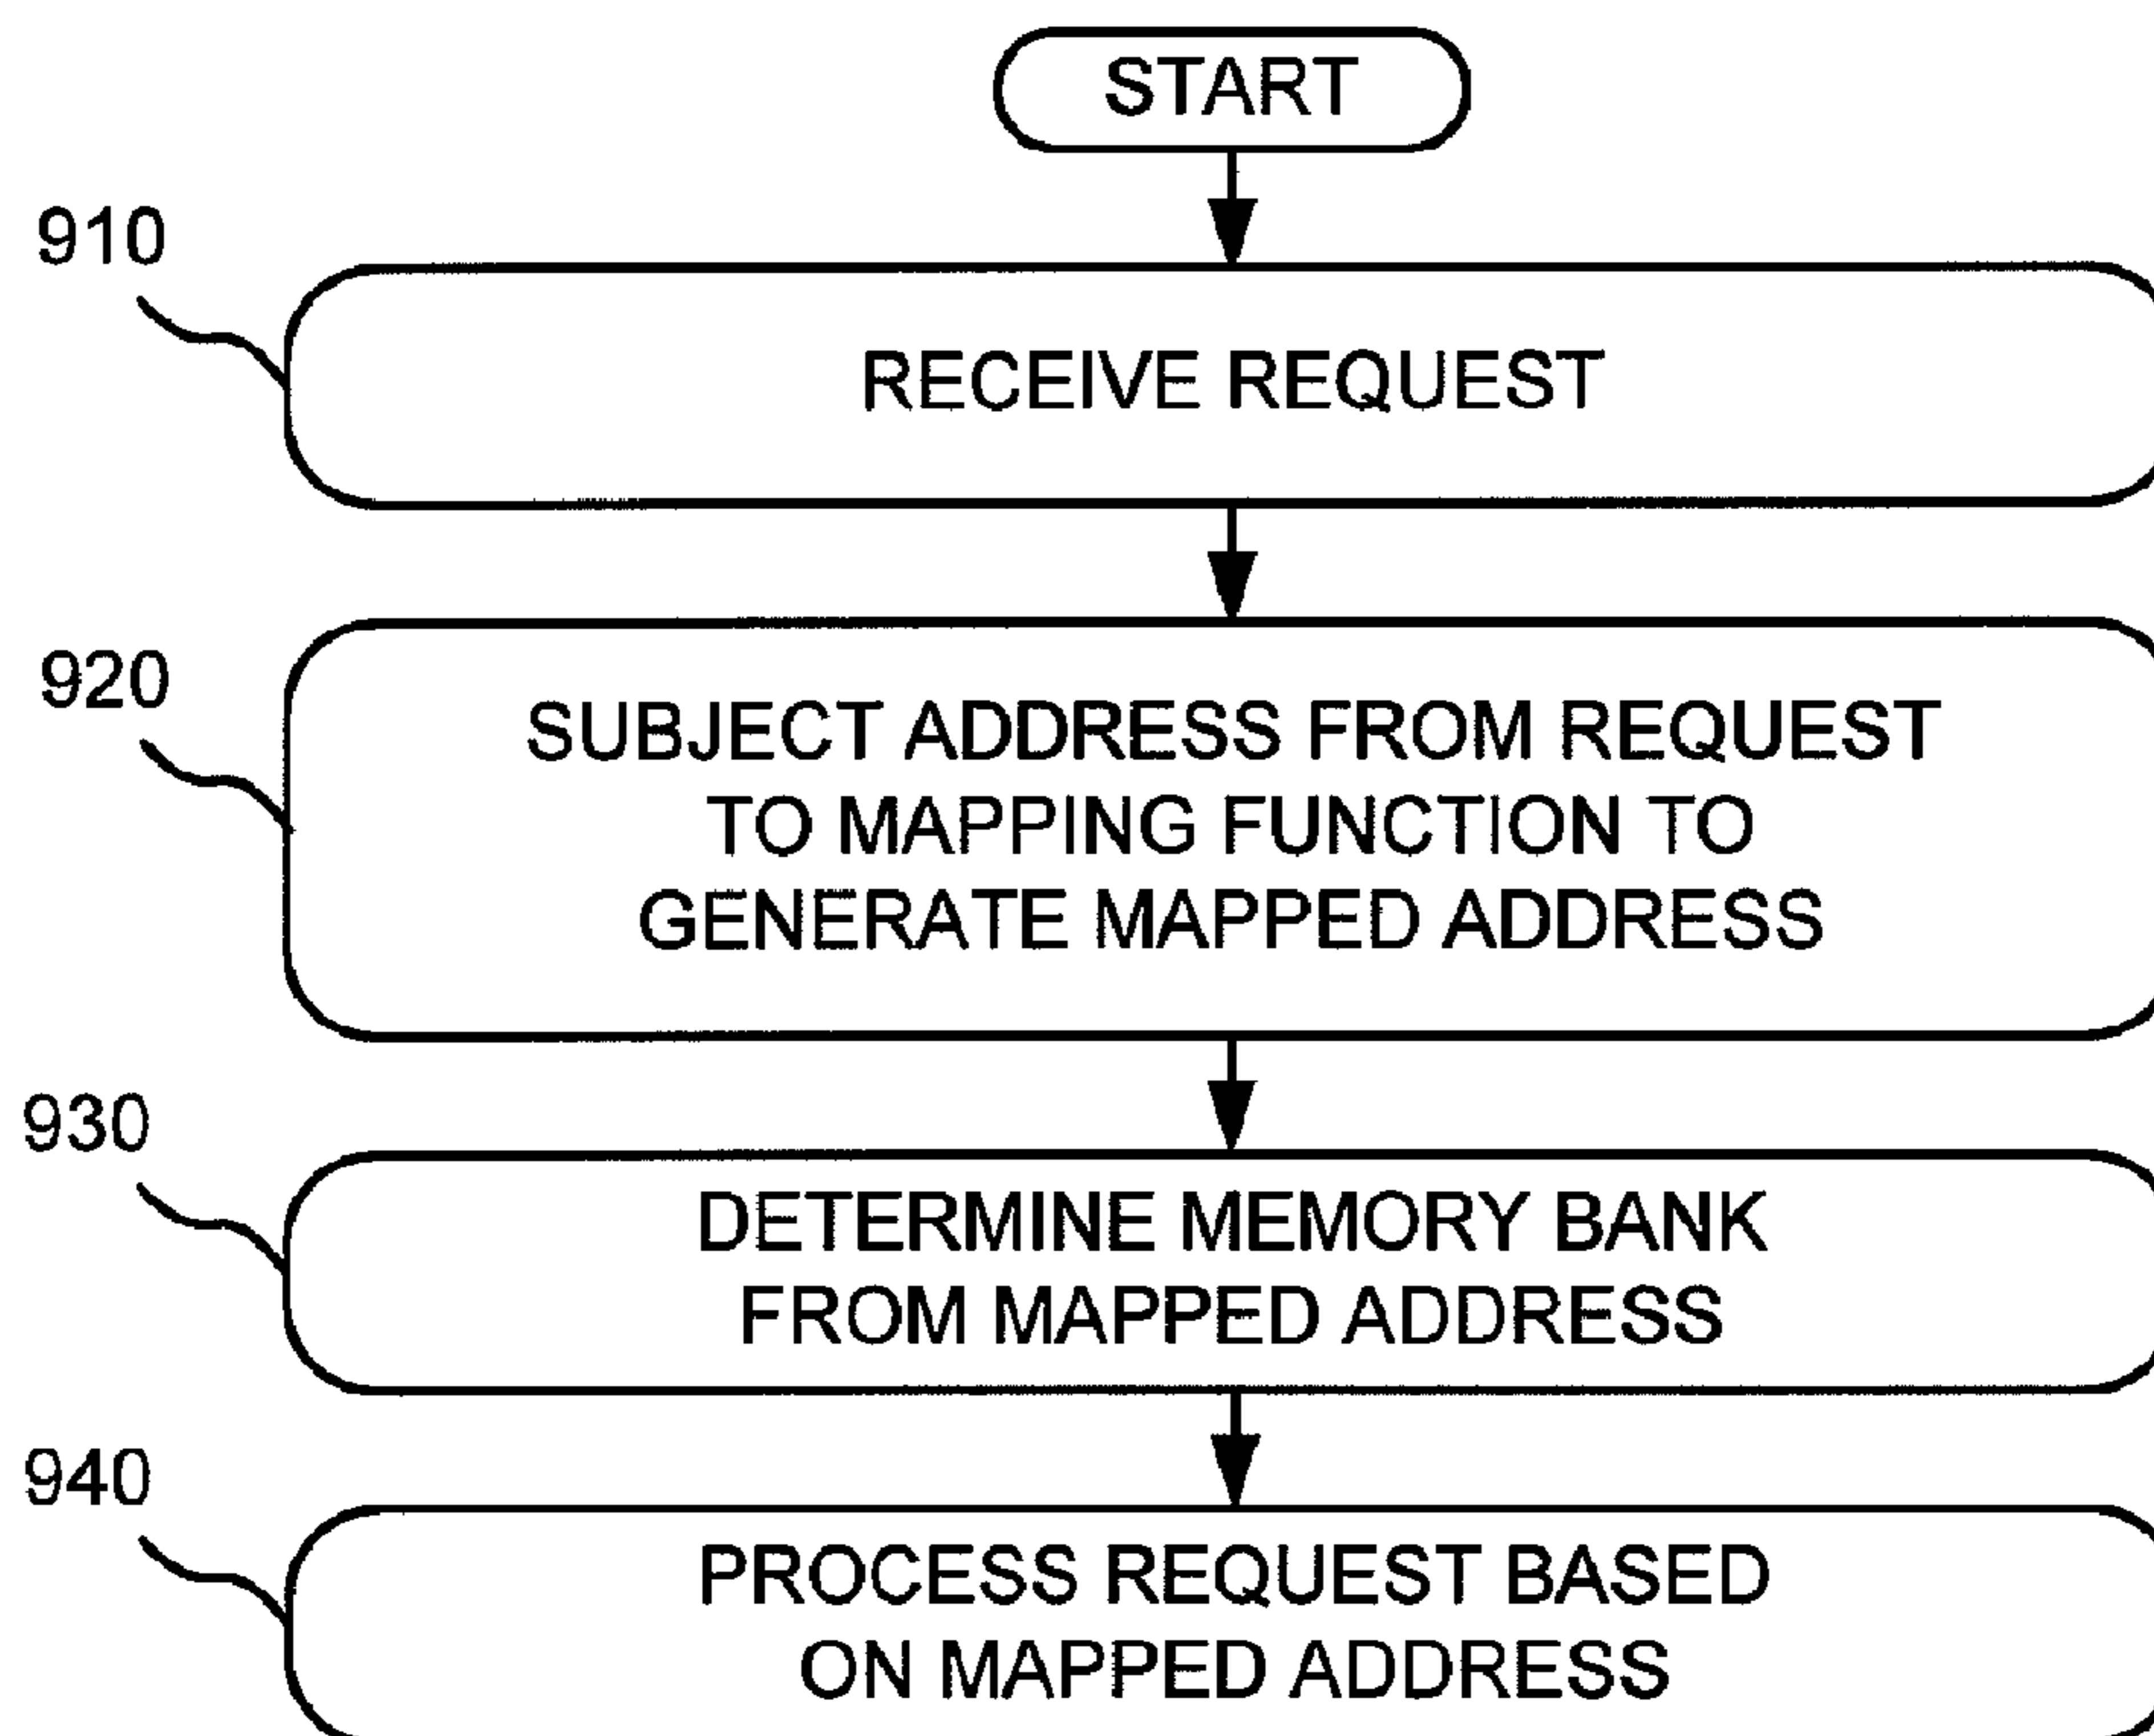 START
910
RECEIVE REQUEST
920
SUBJECT ADDRESS FROM REQUEST
TO MAPPING FUNCTION TO
GENERATE MAPPED ADDRESS
930
DETERMINE MEMORY BANK
FROM MAPPED ADDRESS
940
PROCESS REQUEST BASED
ON MAPPED ADDRESS